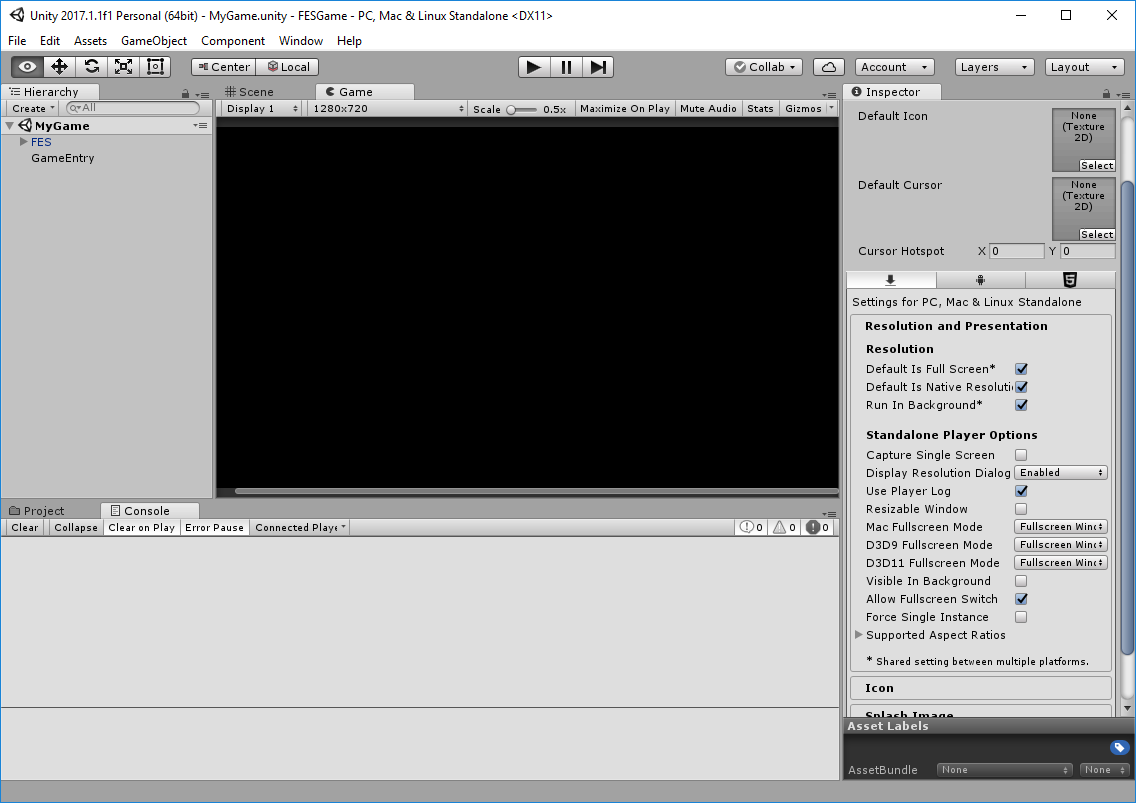 Unity 2017.1.1f1 Personal (64bit) - MyGame.unity - FESGame - PC, Mac & Linux Standalone <DX11>
File Edit Assets GameObject Component Window Help
Center Local Collab Account Layers Layout
Hierarchy
Create All
MyGame
FES
GameEntry
Scene Game
Display 1 1280x720 Scale 0.5x Maximize On Play Mute Audio Stats Gizmos
Project Console
Clear Collapse Clear on Play Error Pause Connected Playe 0 0 0
Inspector
Default Icon
None
(Texture
2D)
Select
Default Cursor
None
(Texture
2D)
Select
Cursor Hotspot X 0 Y 0
Settings for PC, Mac & Linux Standalone
Resolution and Presentation
Resolution
Default Is Full Screen*
Default Is Native Resoluti
Run In Background*
Standalone Player Options
Capture Single Screen
Display Resolution Dialog Enabled
Use Player Log
Resizable Window
Mac Fullscreen Mode Fullscreen Wind
D3D9 Fullscreen Mode Fullscreen Wind
D3D11 Fullscreen Mode Fullscreen Wind
Visible In Background
Allow Fullscreen Switch
Force Single Instance
Supported Aspect Ratios
* Shared setting between multiple platforms.
Icon
Splash Image
Asset Labels
AssetBundle None None